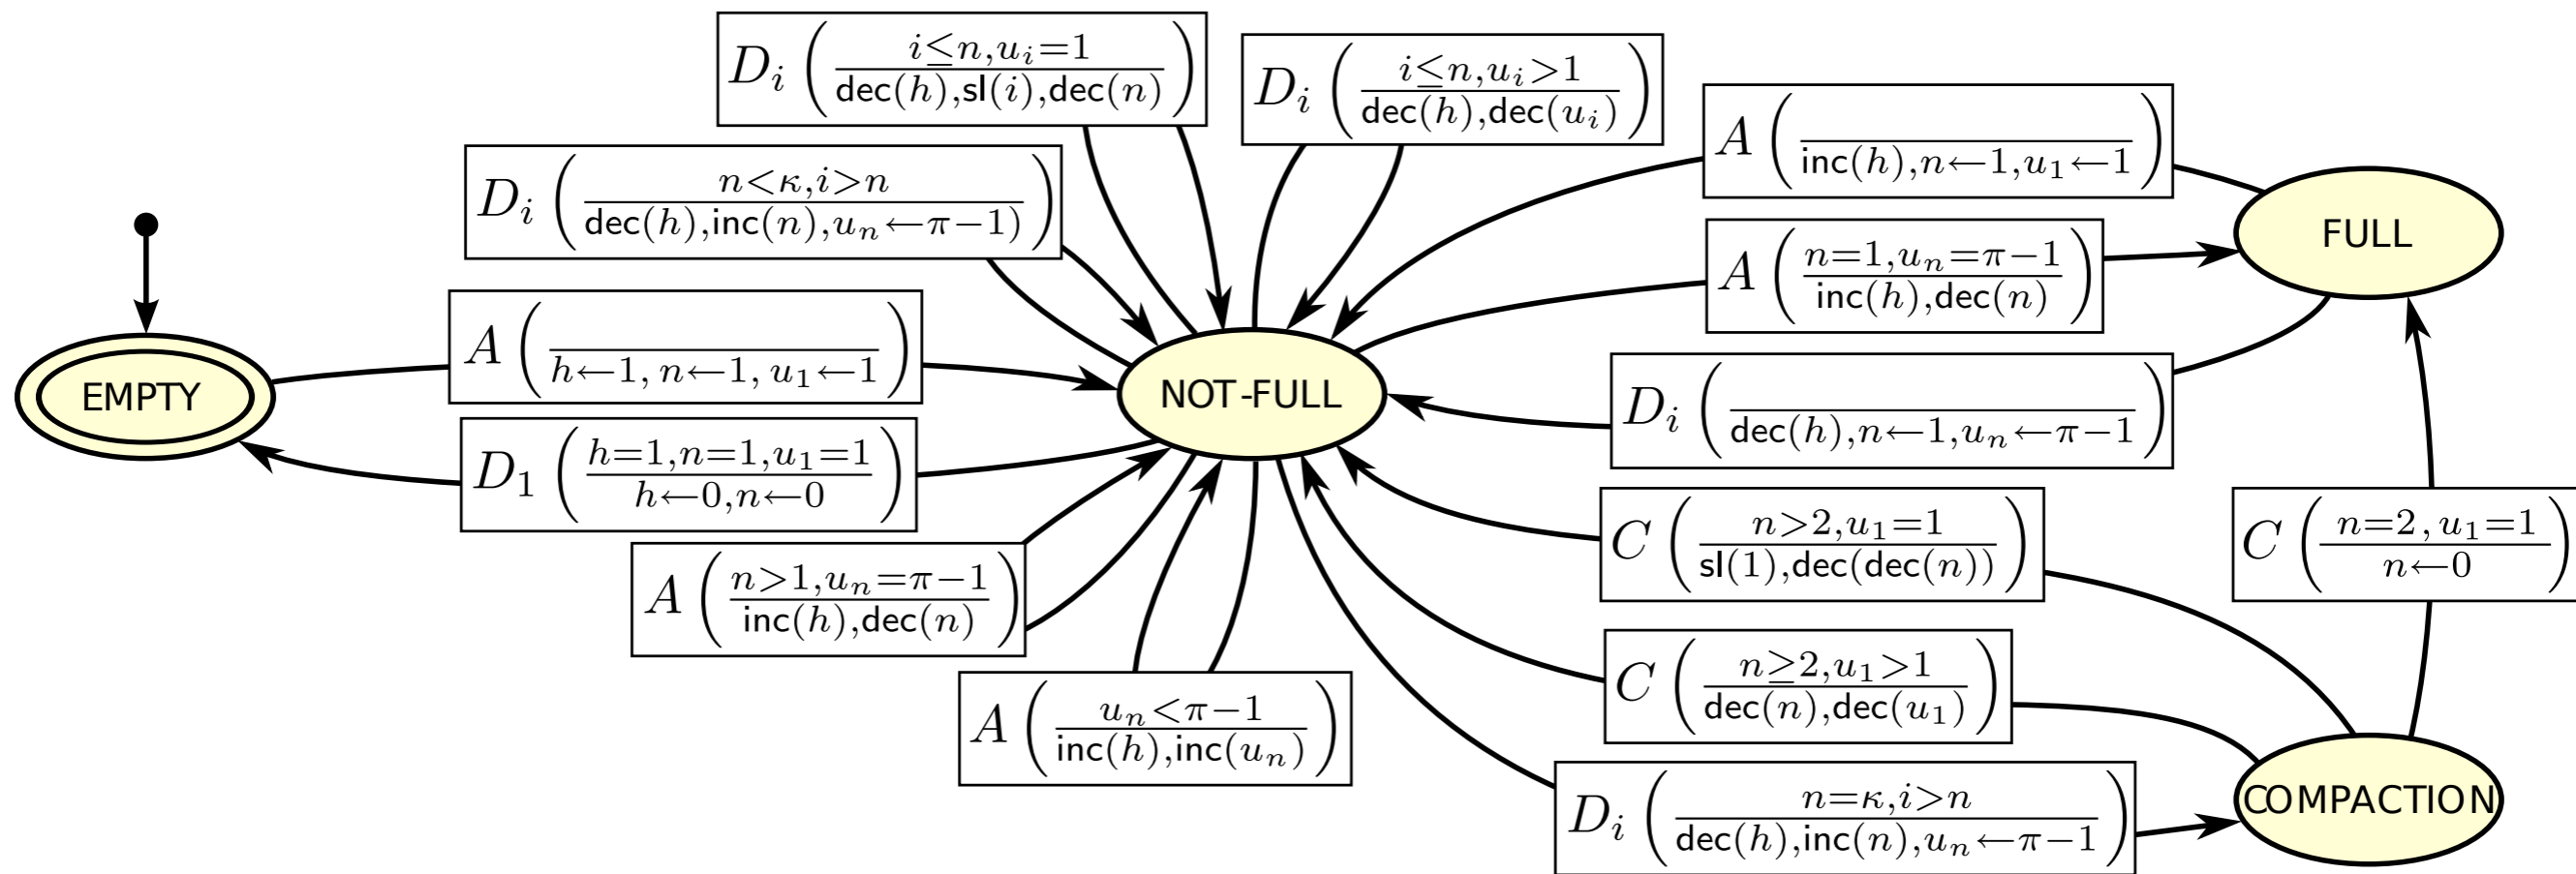 D_i ( i≤n,u_i=1 / dec(h),sl(i),dec(n) )
D_i ( i≤n,u_i>1 / dec(h),dec(u_i) )
A ( / inc(h),n←1,u_1←1 )
D_i ( n<κ,i>n / dec(h),inc(n),u_n←π−1) )
FULL
A ( n=1,u_n=π−1 / inc(h),dec(n) )
A ( / h←1, n←1, u_1←1 )
EMPTY
NOT-FULL
D_i ( / dec(h),n←1,u_n←π−1 )
D_1 ( h=1,n=1,u_1=1 / h←0,n←0 )
C ( n>2,u_1=1 / sl(1),dec(dec(n)) )
C ( n=2,u_1=1 / n←0 )
A ( n>1,u_n=π−1 / inc(h),dec(n) )
C ( n≥2,u_1>1 / dec(n),dec(u_1) )
A ( u_n<π−1 / inc(h),inc(u_n) )
COMPACTION
D_i ( n=κ,i>n / dec(h),inc(n),u_n←π−1 )